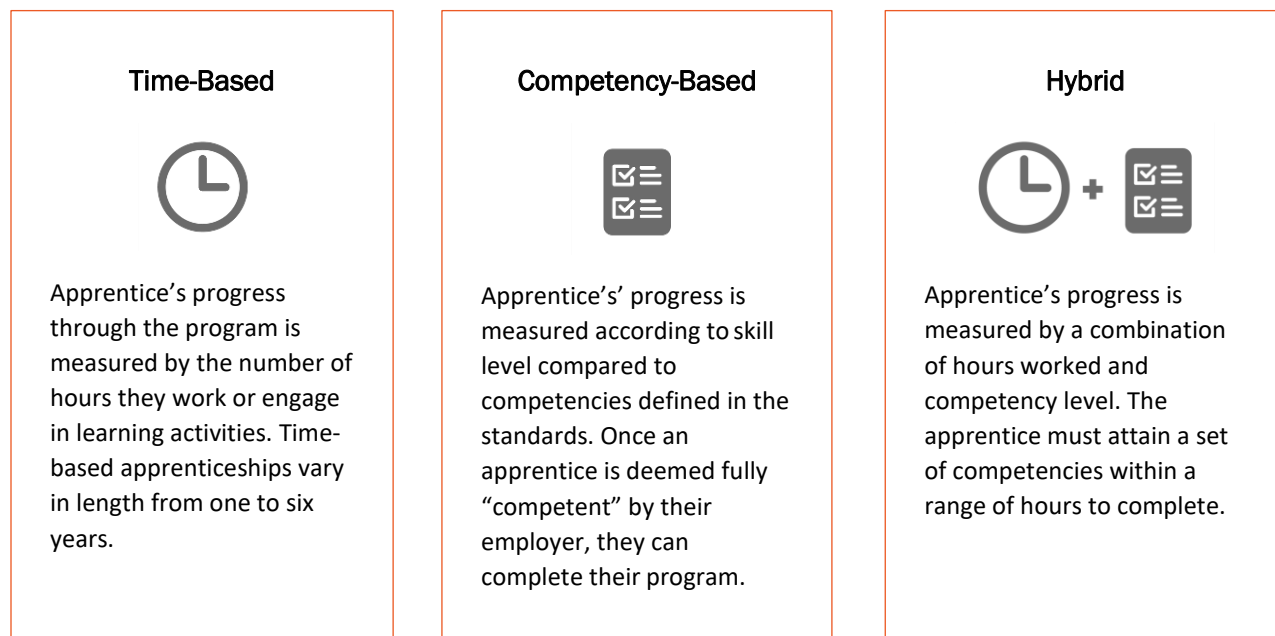 Time-Based
Apprentice’s progress
through the program is
measured by the number of
hours they work or engage
in learning activities. Time-
based apprenticeships vary
in length from one to six
years.
Competency-Based
Apprentice’s’ progress is
measured according to skill
level compared to
competencies defined in the
standards. Once an
apprentice is deemed fully
“competent” by their
employer, they can
complete their program.
Hybrid
+
Apprentice’s progress is
measured by a combination
of hours worked and
competency level. The
apprentice must attain a set
of competencies within a
range of hours to complete.